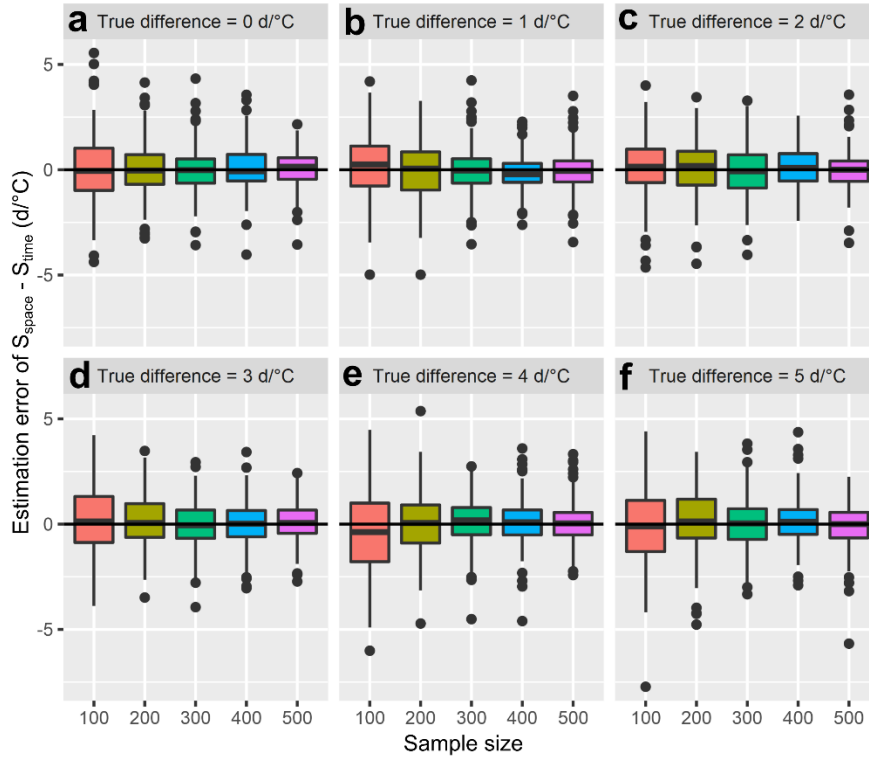 a True difference = 0 d/°C
b True difference = 1 d/°C
c True difference = 2 d/°C
5
0
-5
d True difference = 3 d/°C
e True difference = 4 d/°C
f True difference = 5 d/°C
5
0
-5
Estimation error of Sspace - Stime (d/°C)
100 200 300 400 500
100 200 300 400 500
100 200 300 400 500
Sample size